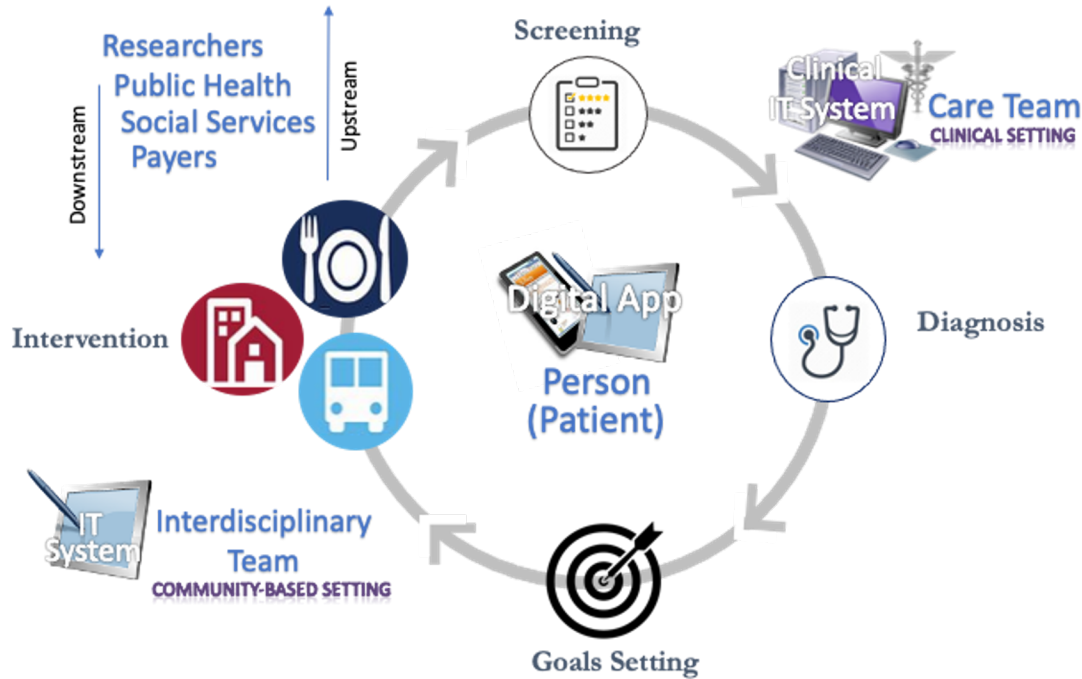 Screening
Researchers
Public Health
Social Services
Payers
Downstream
Upstream
Clinical
IT System
Care Team
CLINICAL SETTING
Digital App
Person
(Patient)
Intervention
Diagnosis
IT
System
Interdisciplinary
Team
COMMUNITY-BASED SETTING
Goals Setting